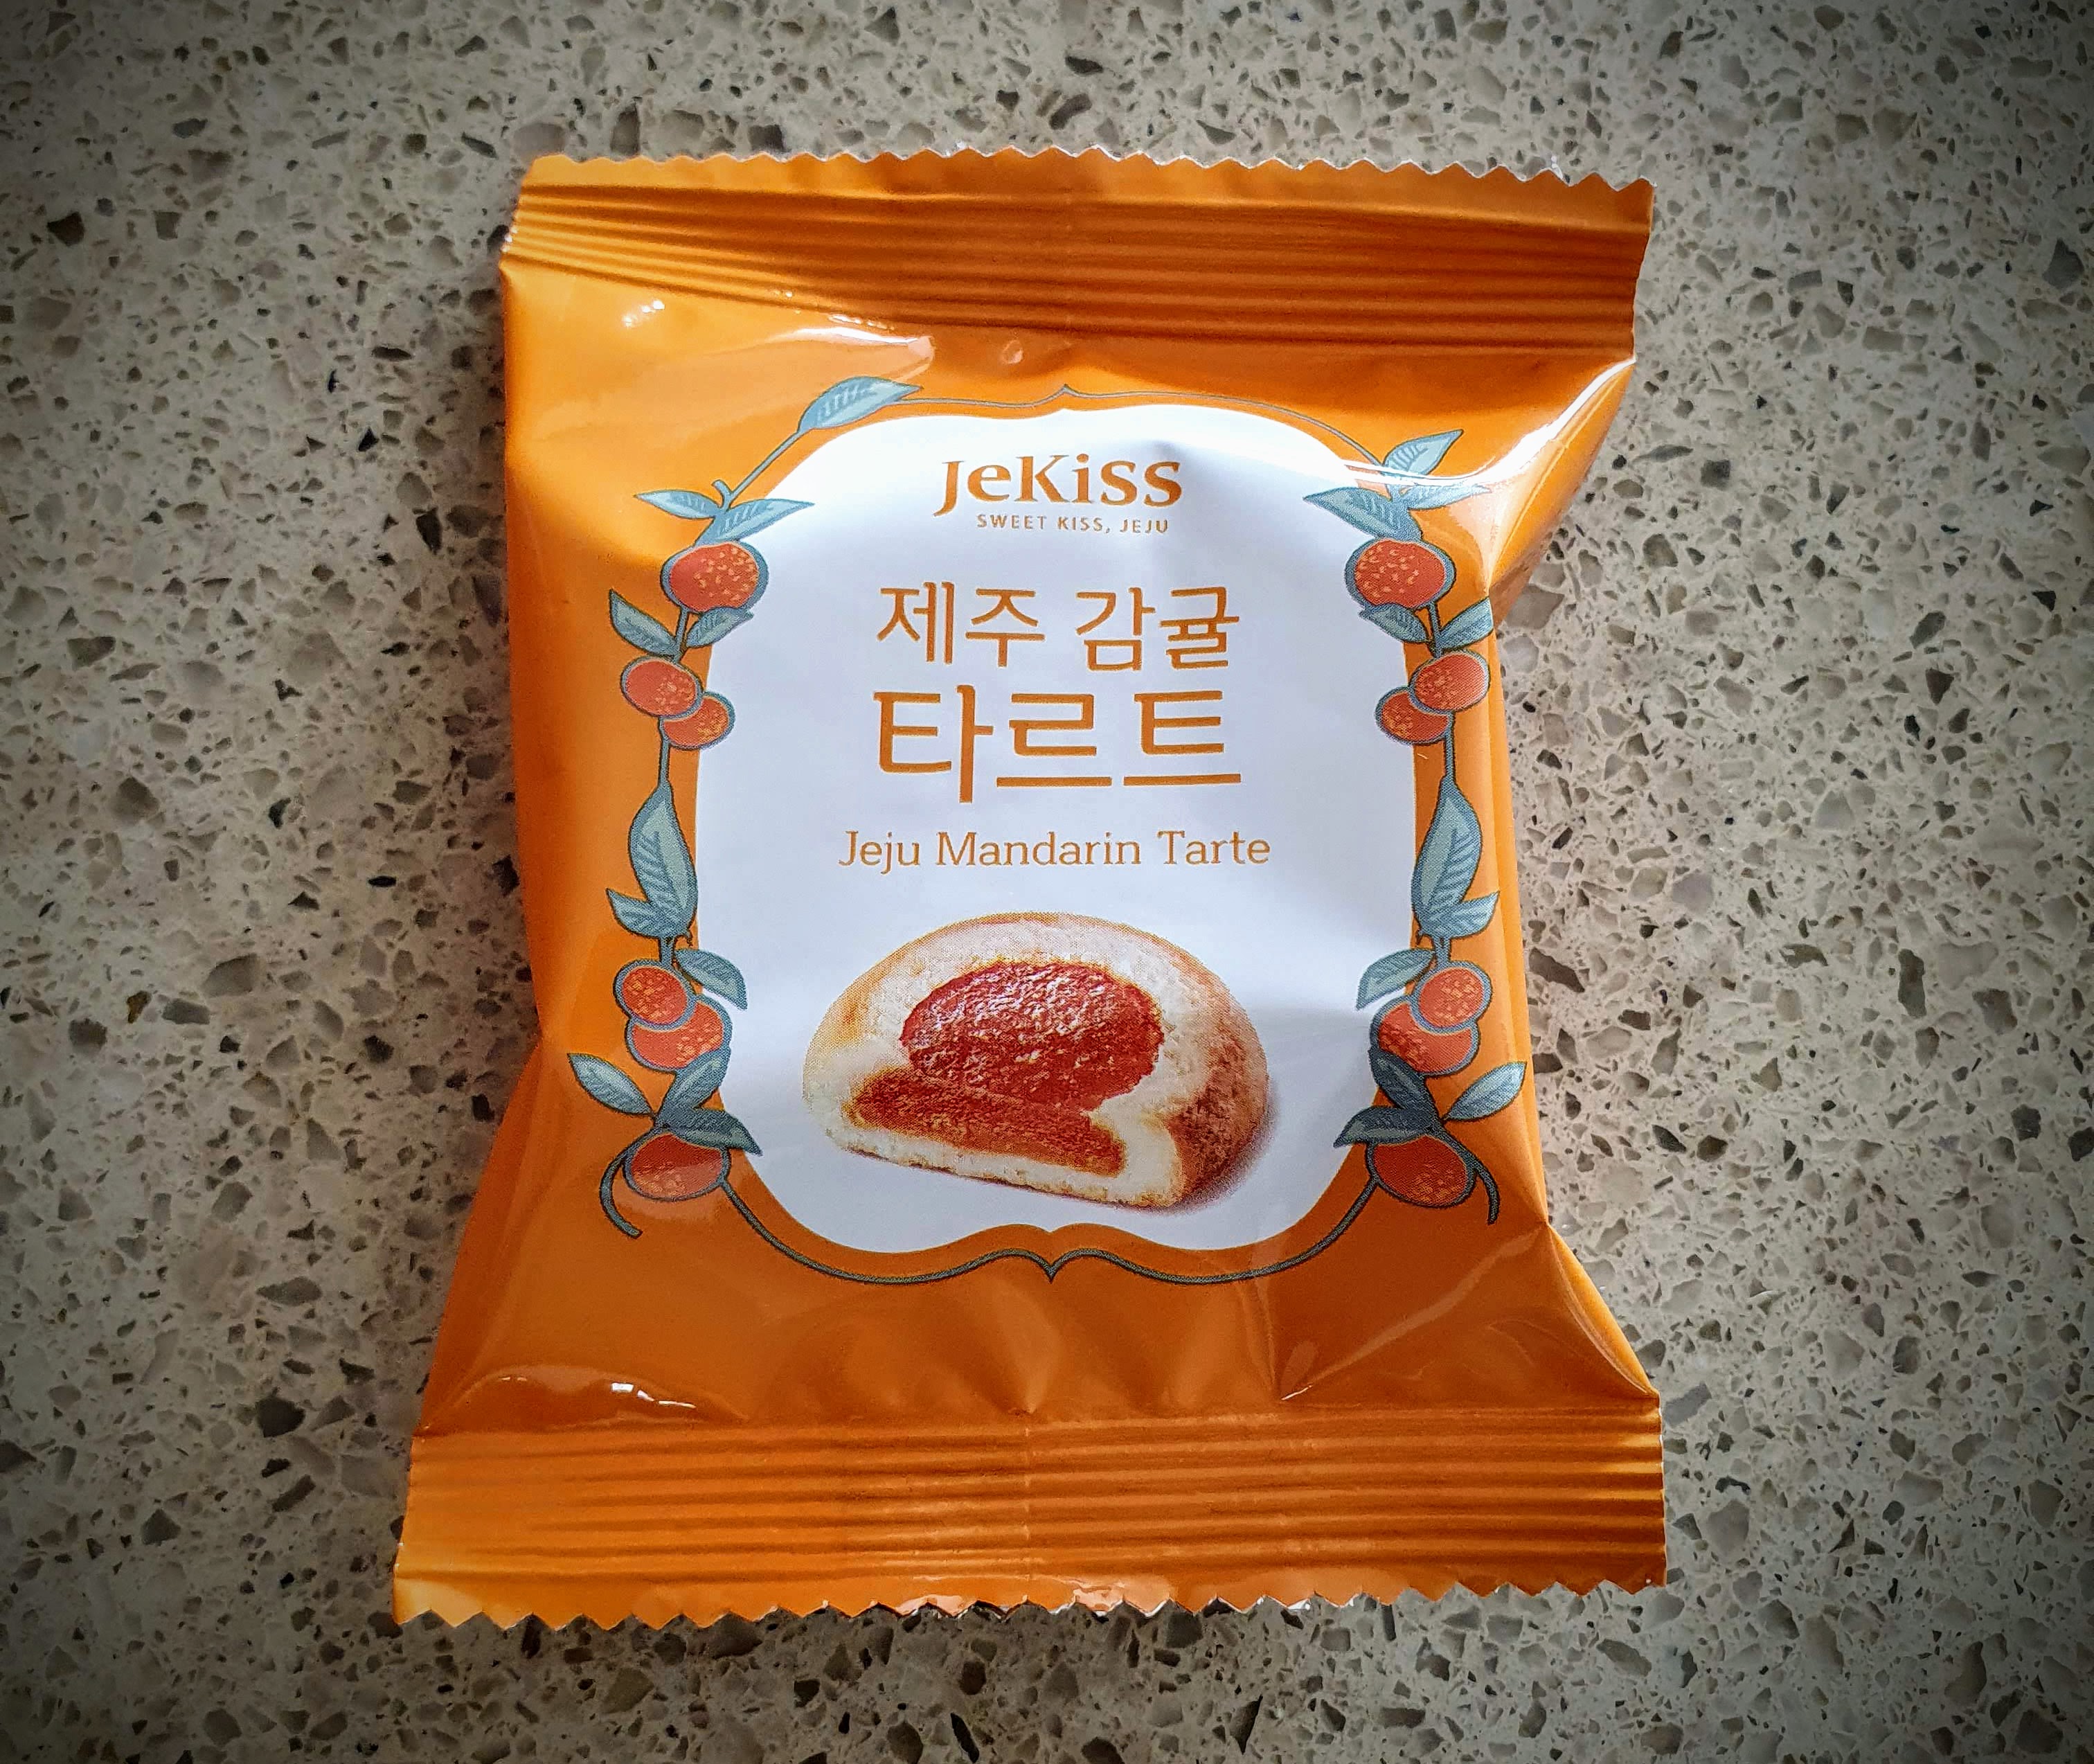 JeKiss
SWEET KISS, JEJU
제주 감귤
타르트
Jeju Mandarin Tarte